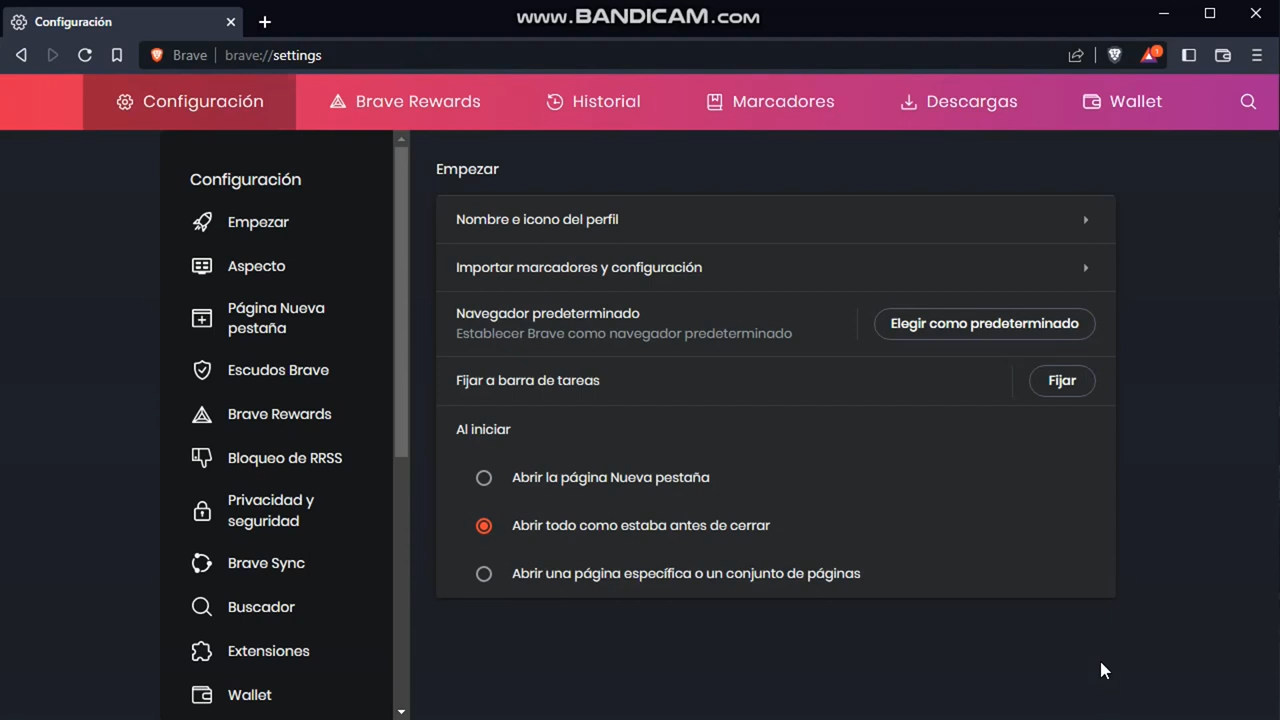 Configuración
www.BANDICAM.com
Brave
brave://settings
1
Configuración
Brave Rewards
Historial
Marcadores
Descargas
Wallet
Configuración
Empezar
Aspecto
Página Nueva
pestaña
Escudos Brave
Brave Rewards
Bloqueo de RRSS
Privacidad y
seguridad
Brave Sync
Buscador
Extensiones
Wallet
Empezar
Nombre e icono del perfil
Importar marcadores y configuración
Navegador predeterminado
Establecer Brave como navegador predeterminado
Elegir como predeterminado
Fijar a barra de tareas
Fijar
Al iniciar
Abrir la página Nueva pestaña
Abrir todo como estaba antes de cerrar
Abrir una página específica o un conjunto de páginas